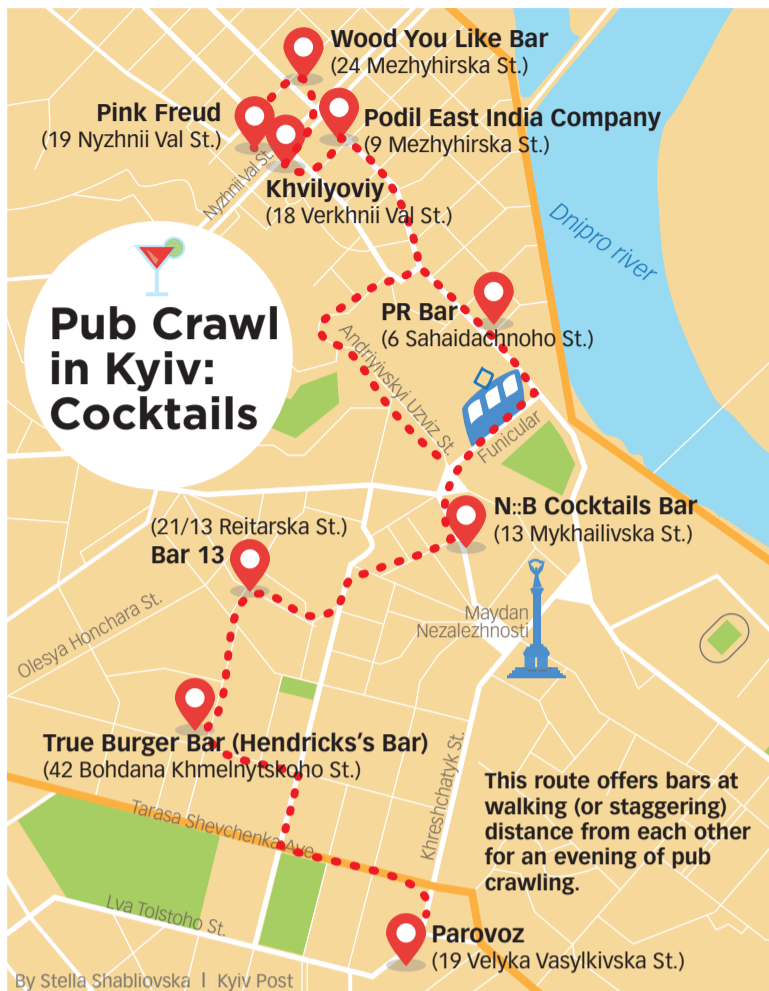 Wood You Like Bar
(24 Mezhyhirska St.)
Pink Freud
(19 Nyzhnii Val St.)
Podil East India Company
(9 Mezhyhirska St.)
Nyzhnii Val St.
Khvilyoviy
(18 Verkhnii Val St.)
Dnipro river
Pub Crawl
in Kyiv:
Cocktails
PR Bar
(6 Sahaidachnoho St.)
Andriyivskyi Uzviz St.
Funicular
N::B Cocktails Bar
(13 Mykhailivska St.)
(21/13 Reitarska St.)
Bar 13
Olesya Honchara St.
Maydan
Nezalezhnosti
True Burger Bar (Hendricks's Bar)
(42 Bohdana Khmelnytskoho St.)
Khreshchatyk St.
This route offers bars at
walking (or staggering)
distance from each other
for an evening of pub
crawling.
Tarasa Shevchenka Ave.
Lva Tolstoho St.
Parovoz
(19 Velyka Vasylkivska St.)
By Stella Shabliovska | Kyiv Post